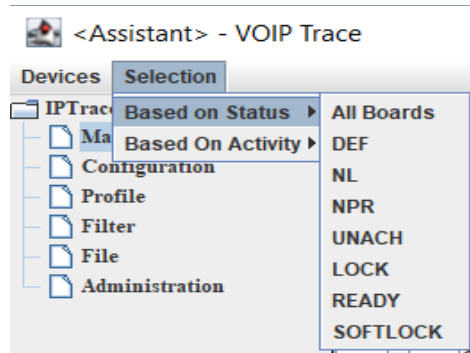 <Assistant> - VOIP Trace
Devices Selection
IPTrac
Based on Status
All Boards
Ma
Based On Activity
DEF
Configuration
NL
Profile
NPR
Filter
UNACH
File
LOCK
Administration
READY
SOFTLOCK